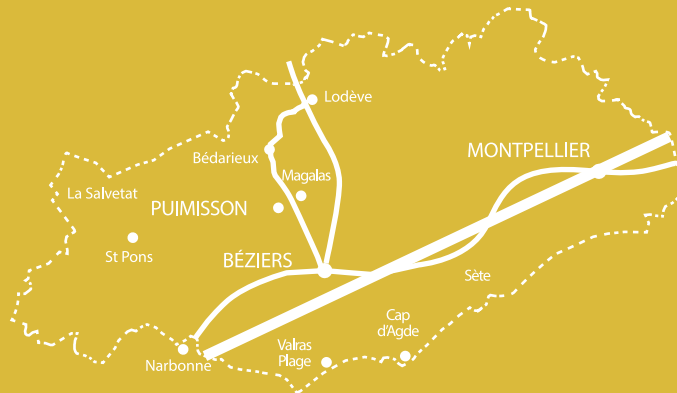 Lodève
MONTPELLIER
Bédarieux
Magalas
La Salvetat
PUIMISSON
St Pons
BÉZIERS
Sète
Cap
d'Agde
Valras
Plage
Narbonne